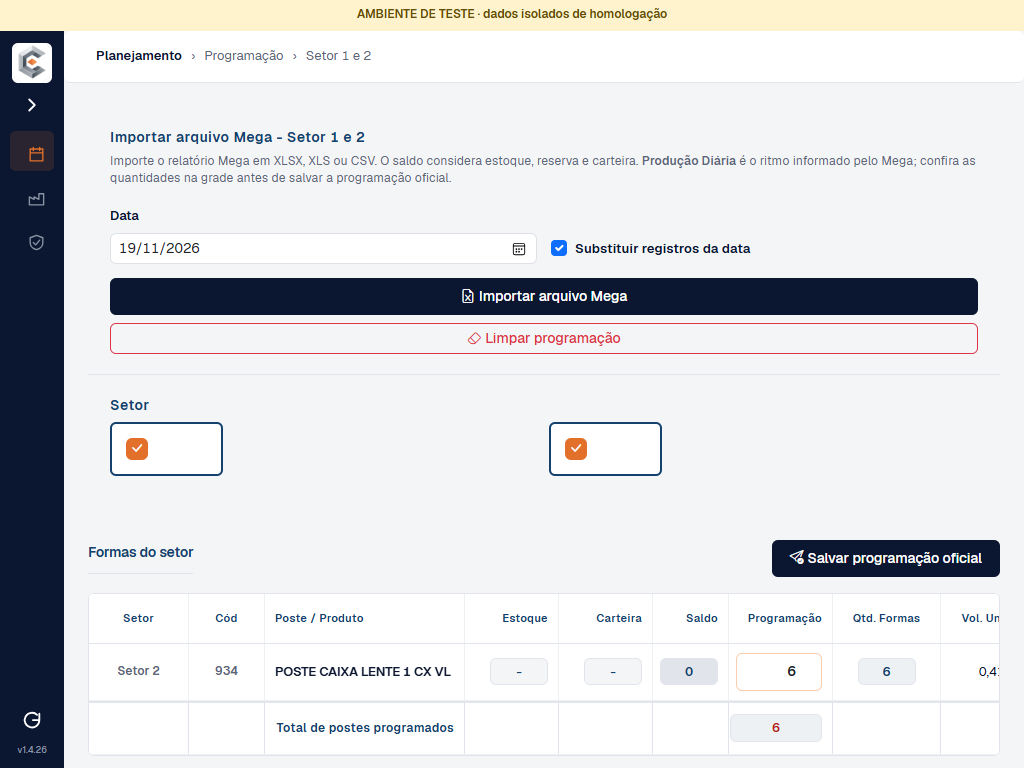 AMBIENTE DE TESTE · dados isolados de homologação
Planejamento › Programação › Setor 1 e 2
Importar arquivo Mega - Setor 1 e 2
Importe o relatório Mega em XLSX, XLS ou CSV. O saldo considera estoque, reserva e carteira. Produção Diária é o ritmo informado pelo Mega; confira as
quantidades na grade antes de salvar a programação oficial.
Data
19/11/2026
Substituir registros da data
Importar arquivo Mega
Limpar programação
Setor
Formas do setor
Salvar programação oficial
Setor Cód Poste / Produto Estoque Carteira Saldo Programação Qtd. Formas Vol. Un
Setor 2 934 POSTE CAIXA LENTE 1 CX VL - - 0 6 6 0,41
Total de postes programados 6
v1.4.26